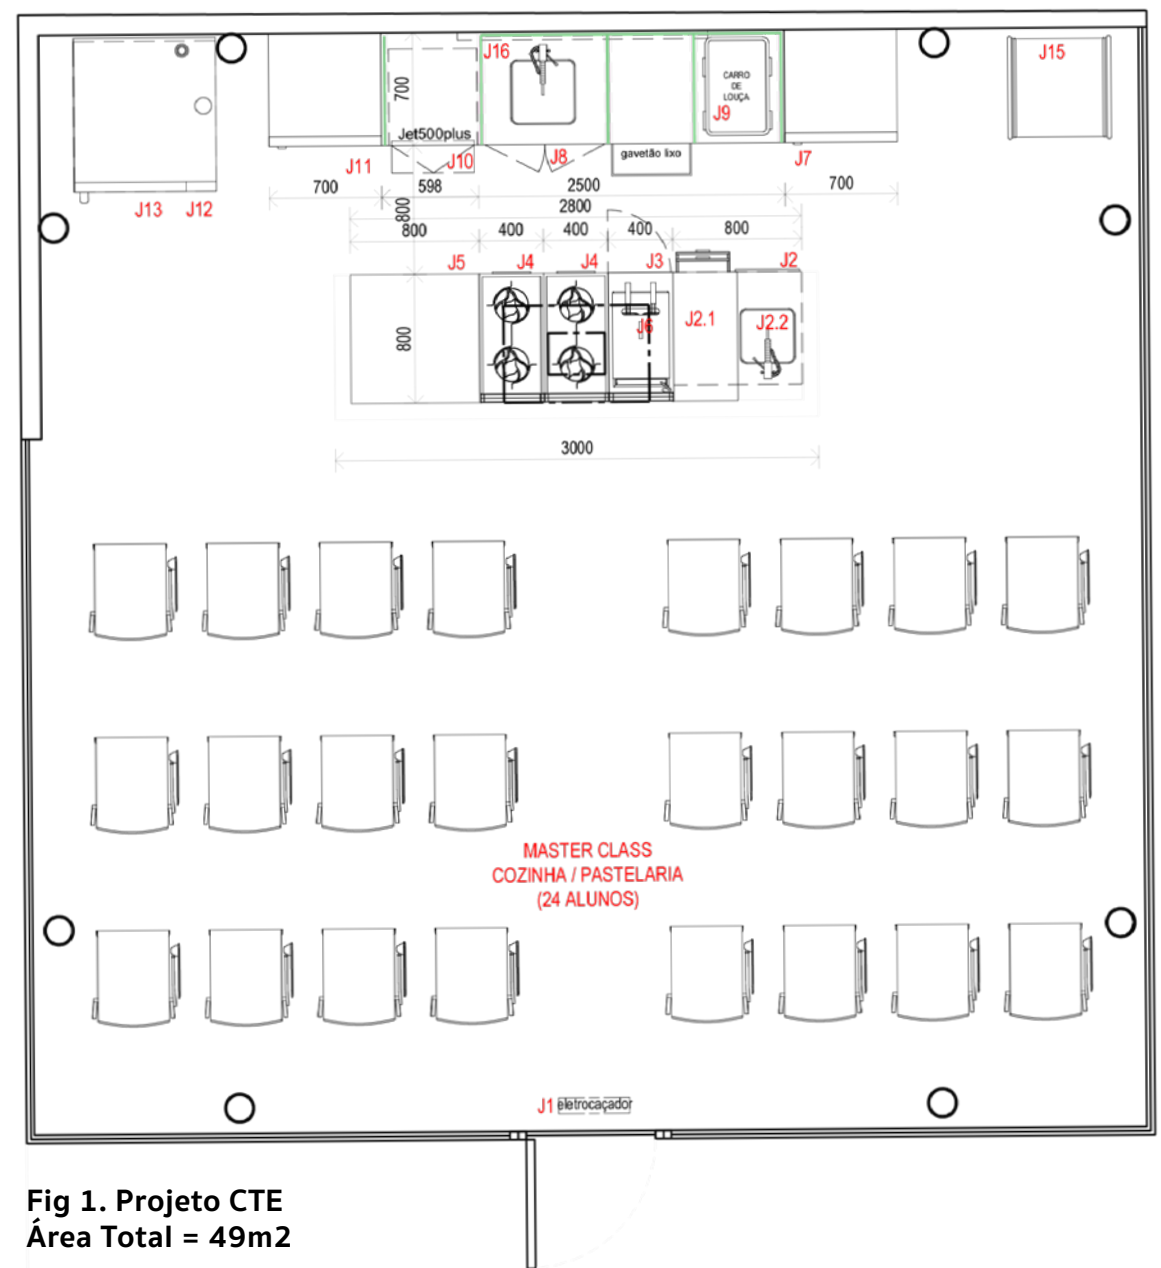 J16
J15
700
CARRO
DE
LOUÇA
J9
Jet500plus
J11
J10
J8
gavetão lixo
J7
J13
J12
700
598
2500
700
800
2800
800
400
400
400
800
J5
J4
J4
J3
J2
800
J6
J2.1
J2.2
3000
MASTER CLASS
COZINHA / PASTELARIA
(24 ALUNOS)
J1 eletrocaçador
Fig 1. Projeto CTE
Área Total = 49m2